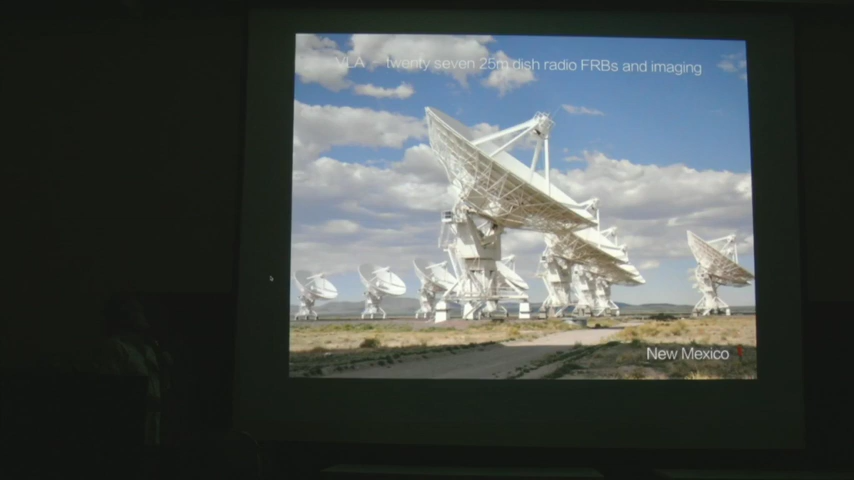 VLA – twenty seven 25m dish radio FRBs and imaging
New Mexico